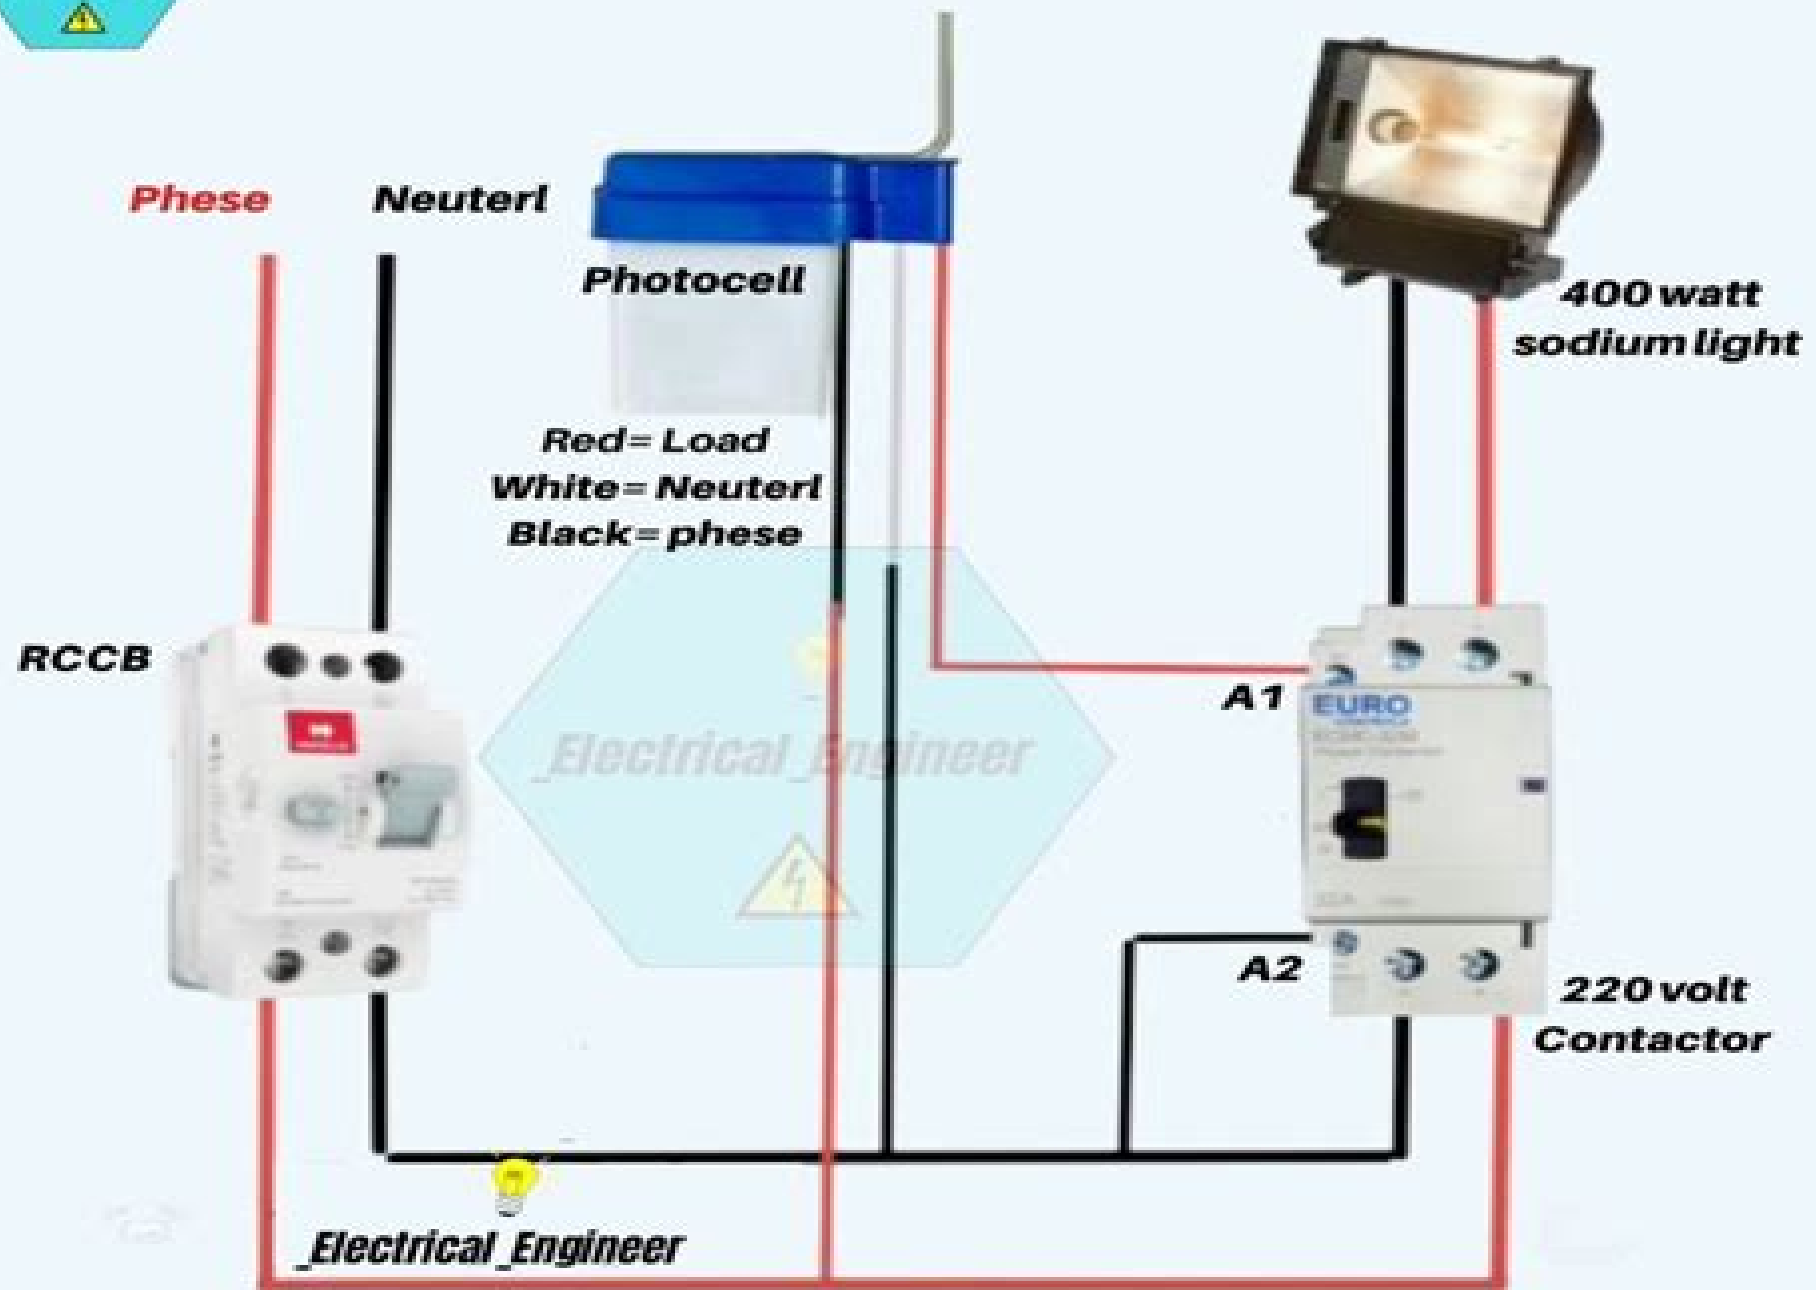 Phese
Neuterl
Photocell
400 watt
sodium light
Red= Load
White= Neuterl
Black= phese
RCCB
A1
EURO
_Electrical_Engineer
A2
220 volt
Contactor
_Electrical_Engineer